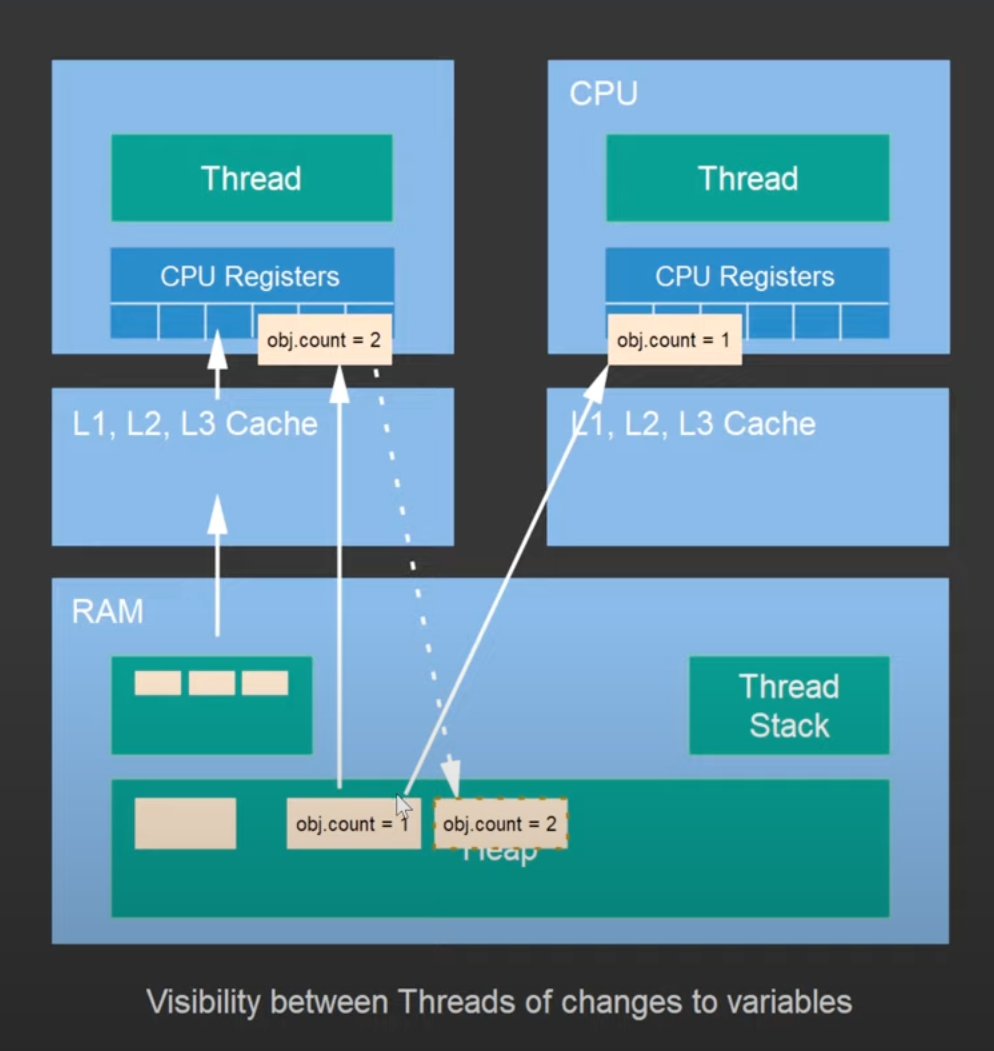 CPU
Thread
Thread
CPU Registers
CPU Registers
obj.count = 2
obj.count = 1
L1, L2, L3 Cache
L1, L2, L3 Cache
RAM
Thread
Stack
obj.count = 1
obj.count = 2
Heap
Visibility between Threads of changes to variables